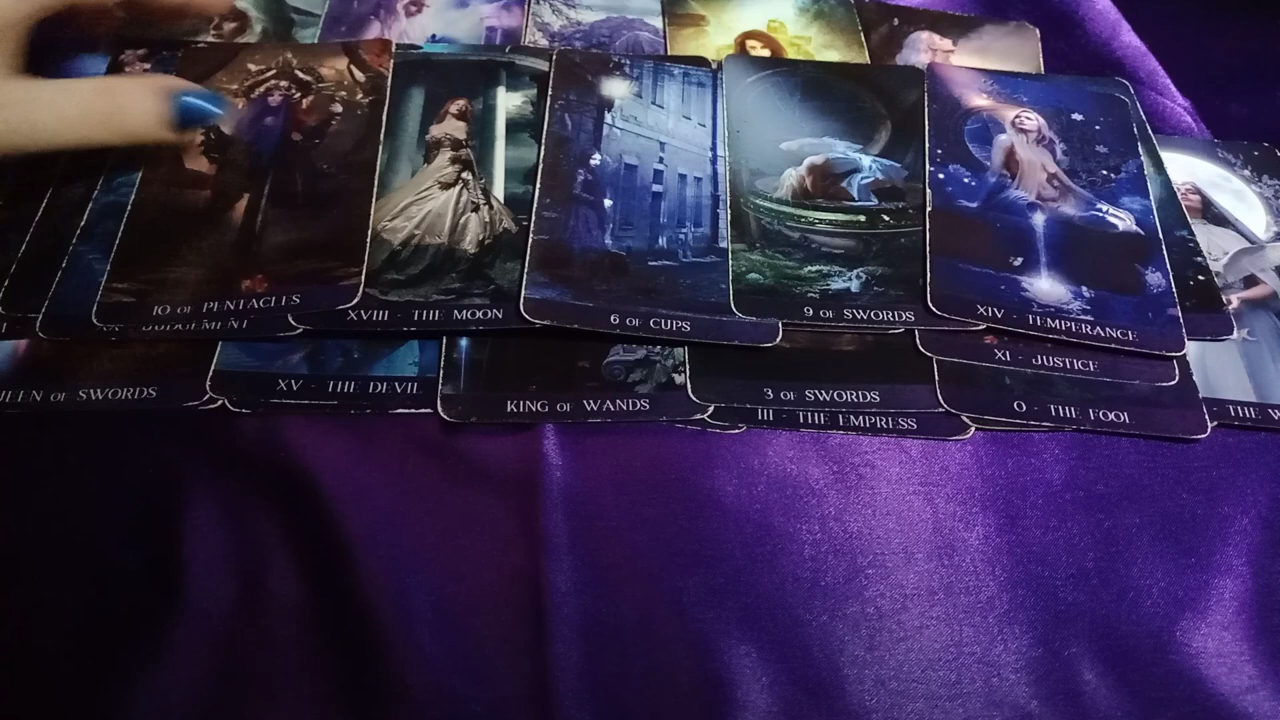 10 OF PENTACLES
XVIII - THE MOON
6 OF CUPS
9 OF SWORDS
XIV - TEMPERANCE
JUDGEMENT
XI - JUSTICE
OF SWORDS
XV - THE DEVIL
KING OF WANDS
3 OF SWORDS
III - THE EMPRESS
0 - THE FOOL
- THE